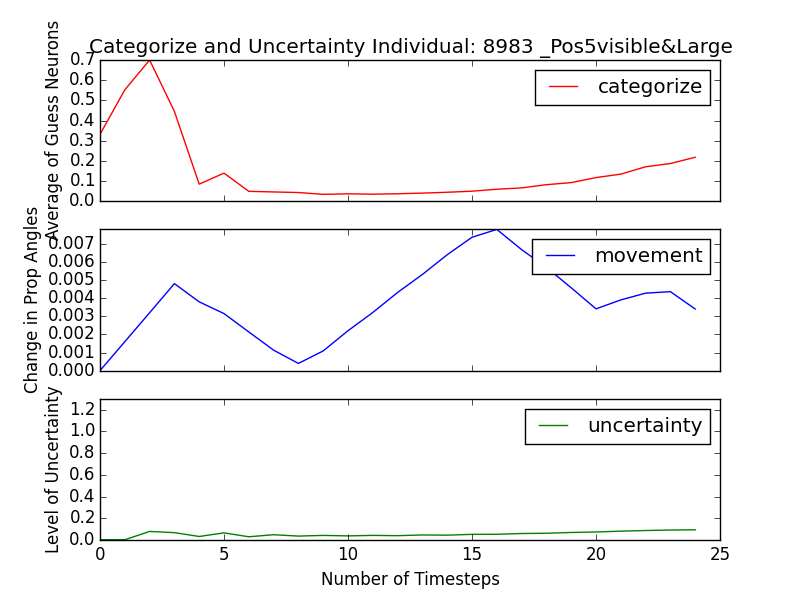 Categorize and Uncertainty Individual: 8983 _Pos5visible&Large
Average of Guess Neurons
0.7
0.6
0.5
0.4
0.3
0.2
0.1
0.0
categorize
Change in Prop Angles
0.007
0.006
0.005
0.004
0.003
0.002
0.001
0.000
movement
Level of Uncertainty
1.2
1.0
0.8
0.6
0.4
0.2
0.0
uncertainty
0 5 10 15 20 25
Number of Timesteps